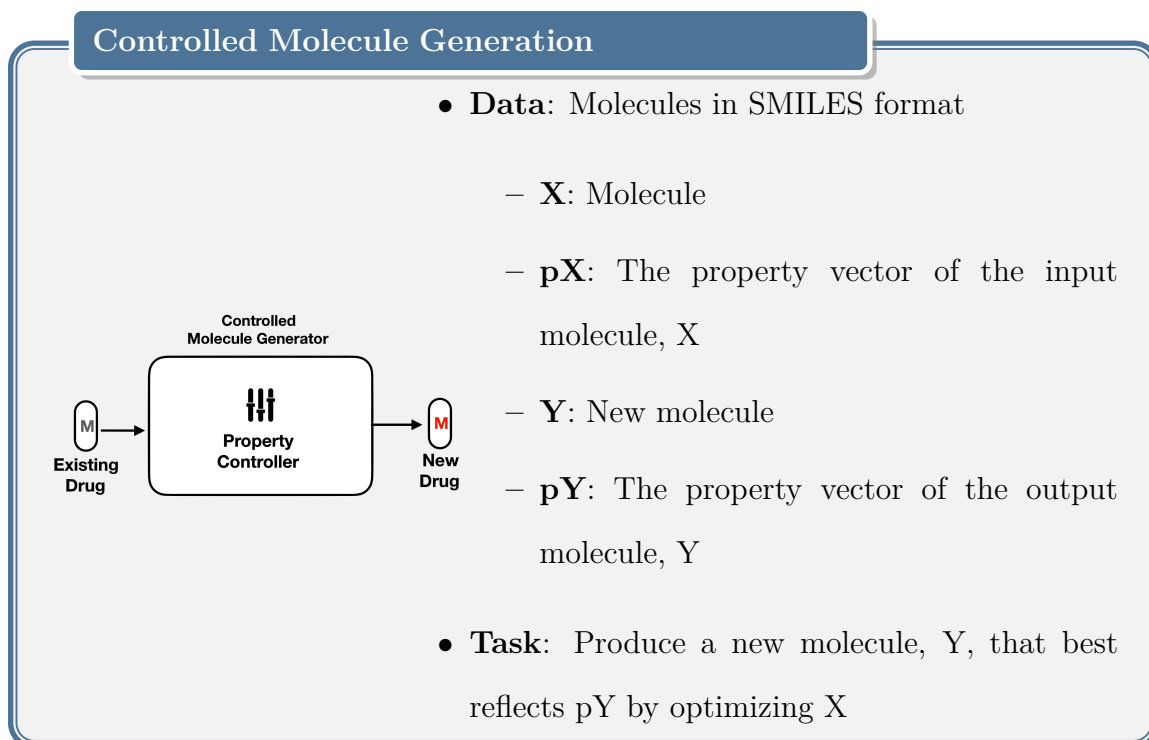 Controlled Molecule Generation
• Data: Molecules in SMILES format
– X: Molecule
– pX: The property vector of the input
molecule, X
– Y: New molecule
– pY: The property vector of the output
molecule, Y
• Task: Produce a new molecule, Y, that best
reflects pY by optimizing X
Controlled
Molecule Generator
M
Existing
Drug
Property
Controller
M
New
Drug